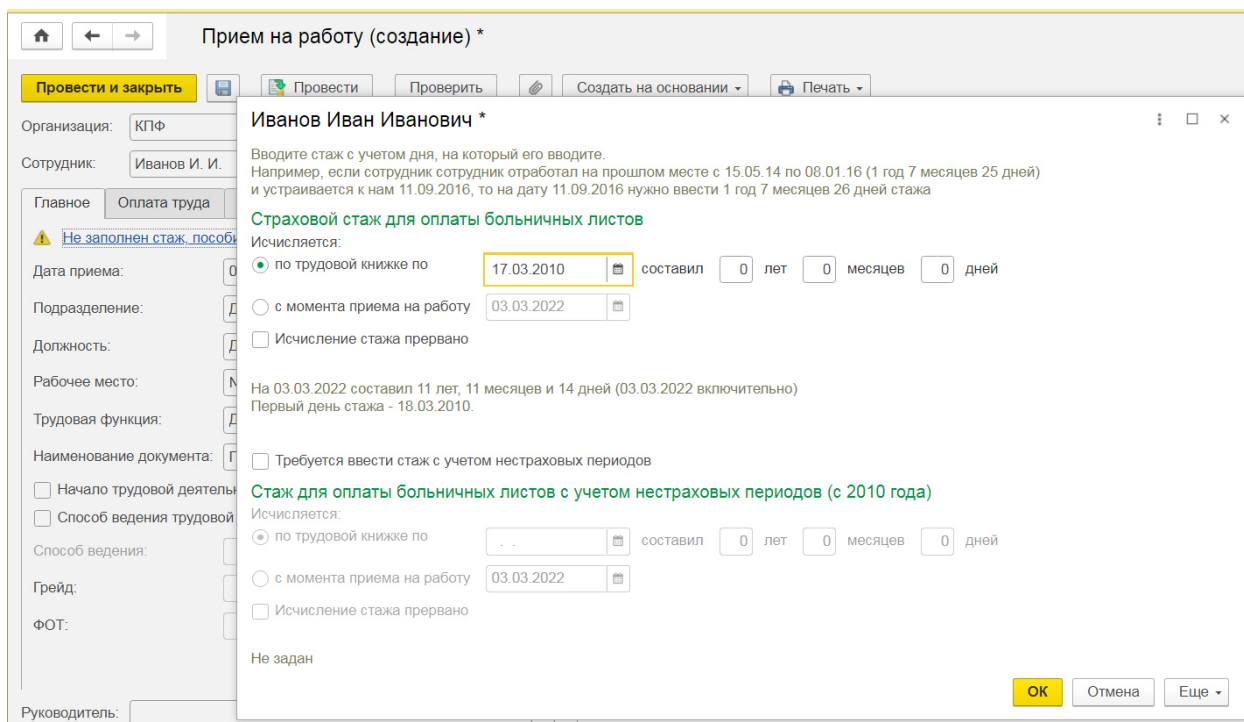 Прием на работу (создание) *
Провести и закрыть Провести Проверить Создать на основании Печать
Организация: КПФ
Сотрудник: Иванов И. И.
Главное Оплата труда
Не заполнен стаж, пособи
Дата приема: 0
Подразделение: Д
Должность: Д
Рабочее место:
Трудовая функция: Д
Наименование документа: П
Начало трудовой деятель
Способ ведения трудовой
Способ ведения:
Грейд:
ФОТ:
Руководитель:
Иванов Иван Иванович *
Вводите стаж с учетом дня, на который его вводите.
Например, если сотрудник сотрудник отработал на прошлом месте с 15.05.14 по 08.01.16 (1 год 7 месяцев 25 дней)
и устраивается к нам 11.09.2016, то на дату 11.09.2016 нужно ввести 1 год 7 месяцев 26 дней стажа
Страховой стаж для оплаты больничных листов
Исчисляется:
по трудовой книжке по 17.03.2010 составил 0 лет 0 месяцев 0 дней
с момента приема на работу 03.03.2022
Исчисление стажа прервано
На 03.03.2022 составил 11 лет, 11 месяцев и 14 дней (03.03.2022 включительно)
Первый день стажа - 18.03.2010.
Требуется ввести стаж с учетом нестраховых периодов
Стаж для оплаты больничных листов с учетом нестраховых периодов (с 2010 года)
Исчисляется:
по трудовой книжке по . . составил 0 лет 0 месяцев 0 дней
с момента приема на работу 03.03.2022
Исчисление стажа прервано
Не задан
ОК Отмена Еще